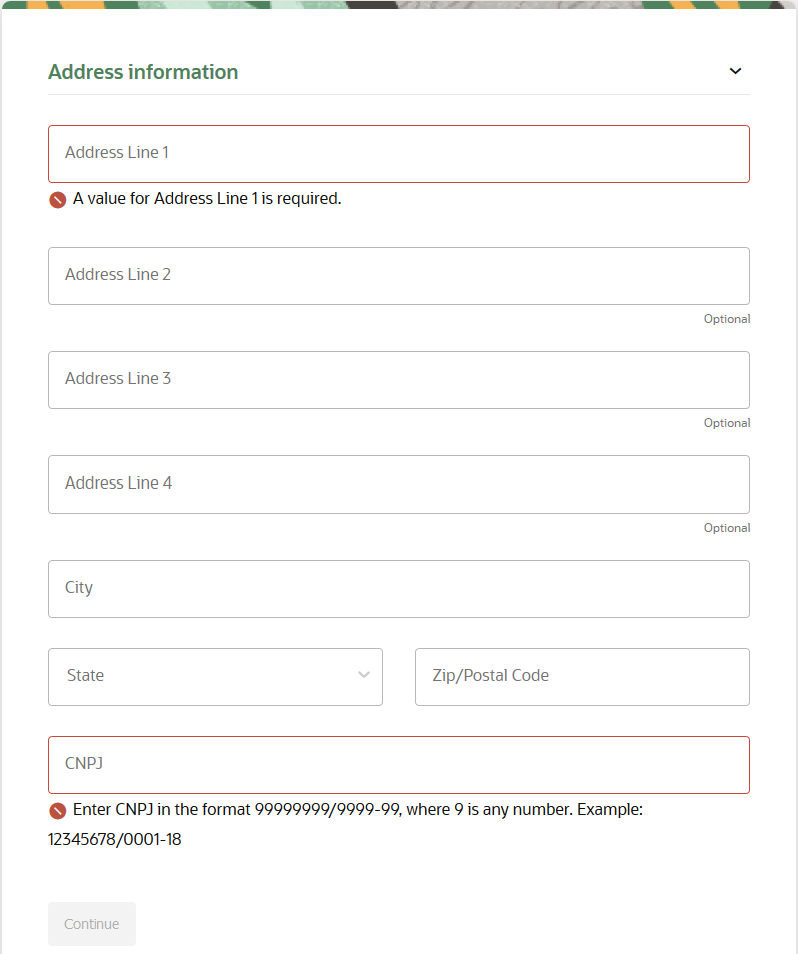 Address information
Address Line 1
A value for Address Line 1 is required.
Address Line 2
Optional
Address Line 3
Optional
Address Line 4
Optional
City
State
Zip/Postal Code
CNPJ
Enter CNPJ in the format 99999999/9999-99, where 9 is any number. Example:
12345678/0001-18
Continue